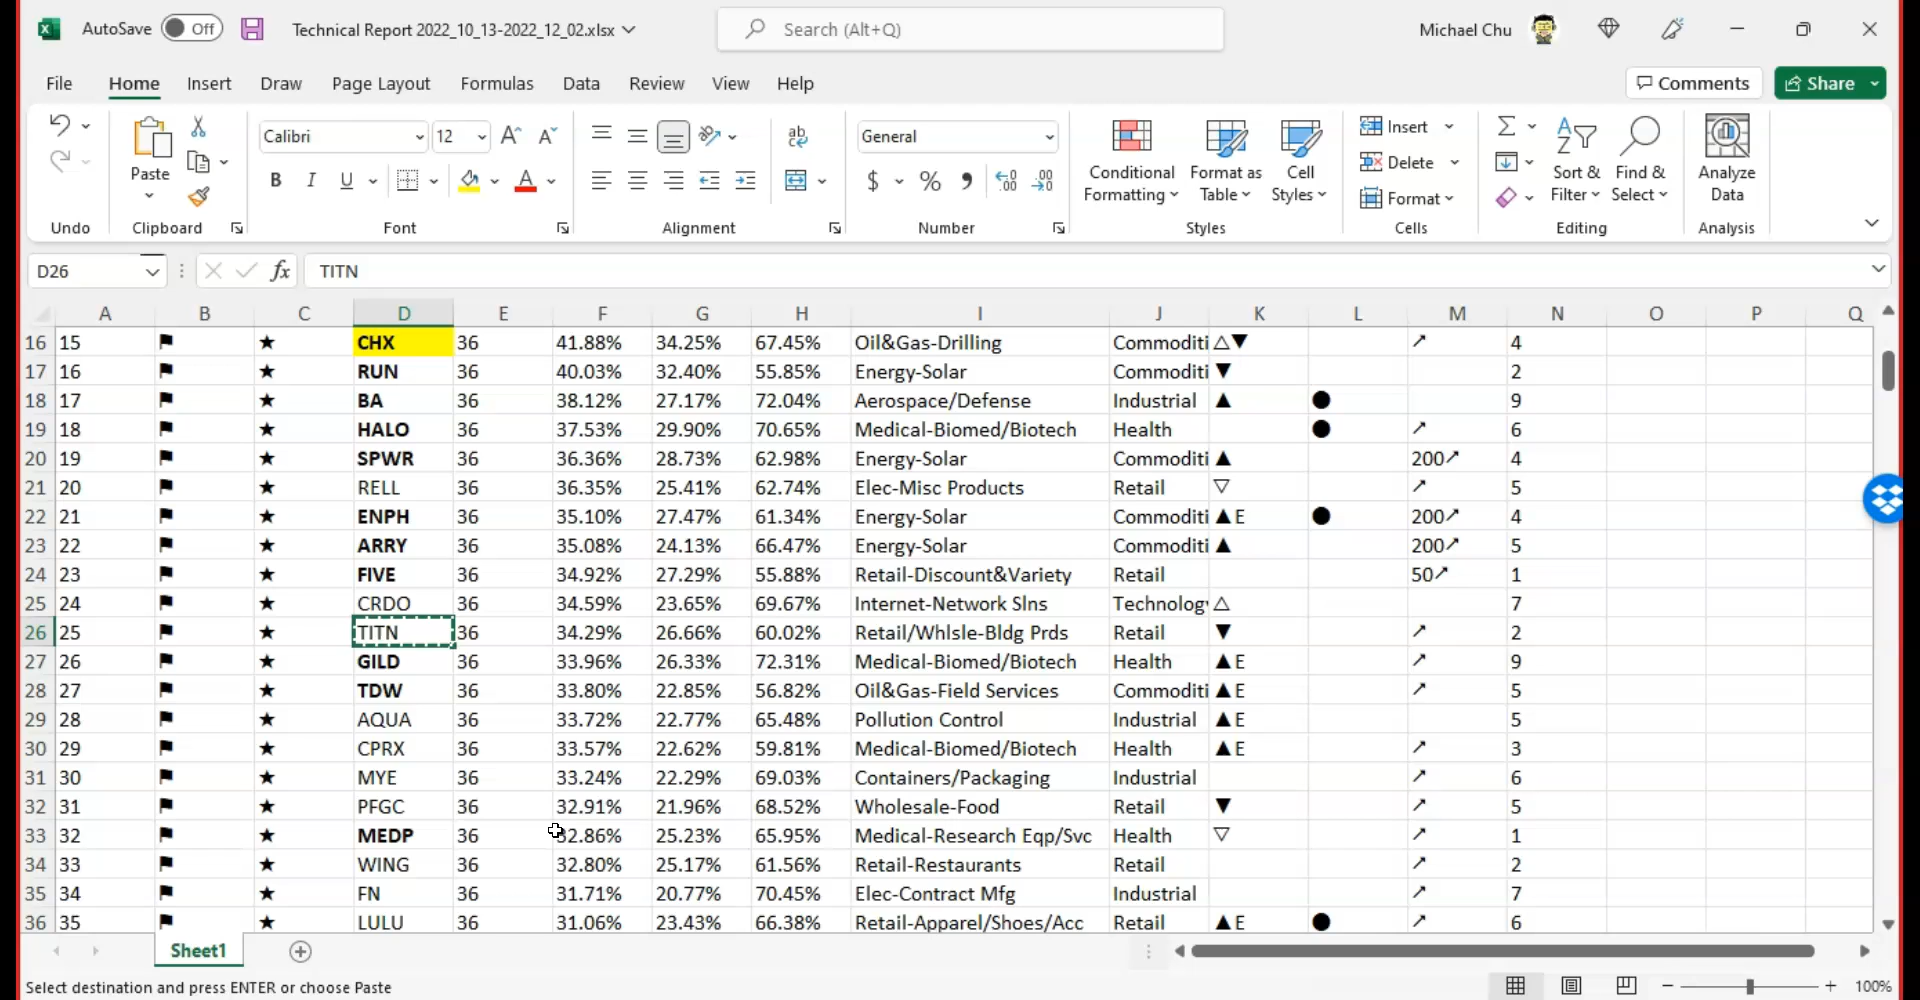 AutoSave Off Technical Report 2022_10_13-2022_12_02.xlsx Search (Alt+Q) Michael Chu
File Home Insert Draw Page Layout Formulas Data Review View Help Comments Share
Calibri 12 A^ Aˇ ab General Insert Σ
Paste Conditional Formatting Format as Table Cell Styles Delete Sort & Filter Find & Select Analyze Data
B I U A $ % 9 Format
Undo Clipboard Font Alignment Number Styles Cells Editing Analysis
D26 fx TITN
A B C D E F G H I J K L M N O P Q
16 15 ⚑ ★ CHX 36 41.88% 34.25% 67.45% Oil&Gas-Drilling Commoditi △▼ ↗ 4
17 16 ⚑ ★ RUN 36 40.03% 32.40% 55.85% Energy-Solar Commoditi ▼ 2
18 17 ⚑ ★ BA 36 38.12% 27.17% 72.04% Aerospace/Defense Industrial ▲ ● 9
19 18 ⚑ ★ HALO 36 37.53% 29.90% 70.65% Medical-Biomed/Biotech Health ● ↗ 6
20 19 ⚑ ★ SPWR 36 36.36% 28.73% 62.98% Energy-Solar Commoditi ▲ 200↗ 4
21 20 ⚑ ★ RELL 36 36.35% 25.41% 62.74% Elec-Misc Products Retail ▽ ↗ 5
22 21 ⚑ ★ ENPH 36 35.10% 27.47% 61.34% Energy-Solar Commoditi ▲ E ● 200↗ 4
23 22 ⚑ ★ ARRY 36 35.08% 24.13% 66.47% Energy-Solar Commoditi ▲ 200↗ 5
24 23 ⚑ ★ FIVE 36 34.92% 27.29% 55.88% Retail-Discount&Variety Retail 50↗ 1
25 24 ⚑ ★ CRDO 36 34.59% 23.65% 69.67% Internet-Network Slns Technology △ 7
26 25 ⚑ ★ TITN 36 34.29% 26.66% 60.02% Retail/Whlsle-Bldg Prds Retail ▼ ↗ 2
27 26 ⚑ ★ GILD 36 33.96% 26.33% 72.31% Medical-Biomed/Biotech Health ▲ E ↗ 9
28 27 ⚑ ★ TDW 36 33.80% 22.85% 56.82% Oil&Gas-Field Services Commoditi ▲ E ↗ 5
29 28 ⚑ ★ AQUA 36 33.72% 22.77% 65.48% Pollution Control Industrial ▲ E 5
30 29 ⚑ ★ CPRX 36 33.57% 22.62% 59.81% Medical-Biomed/Biotech Health ▲ E ↗ 3
31 30 ⚑ ★ MYE 36 33.24% 22.29% 69.03% Containers/Packaging Industrial ↗ 6
32 31 ⚑ ★ PFGC 36 32.91% 21.96% 68.52% Wholesale-Food Retail ▼ ↗ 5
33 32 ⚑ ★ MEDP 36 32.86% 25.23% 65.95% Medical-Research Eqp/Svc Health ▽ ↗ 1
34 33 ⚑ ★ WING 36 32.80% 25.17% 61.56% Retail-Restaurants Retail ↗ 2
35 34 ⚑ ★ FN 36 31.71% 20.77% 70.45% Elec-Contract Mfg Industrial ↗ 7
36 35 ⚑ ★ LULU 36 31.06% 23.43% 66.38% Retail-Apparel/Shoes/Acc Retail ▲ E ● ↗ 6
Sheet1
Select destination and press ENTER or choose Paste 100%